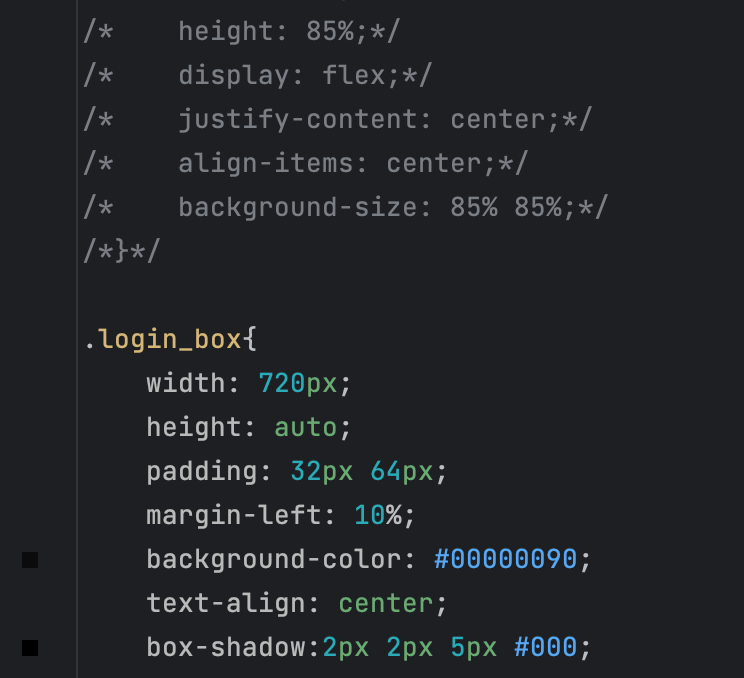 /*    height: 85%;*/
/*    display: flex;*/
/*    justify-content: center;*/
/*    align-items: center;*/
/*    background-size: 85% 85%;*/
/*}*/
.login_box{
    width: 720px;
    height: auto;
    padding: 32px 64px;
    margin-left: 10%;
    background-color: #00000090;
    text-align: center;
    box-shadow:2px 2px 5px #000;